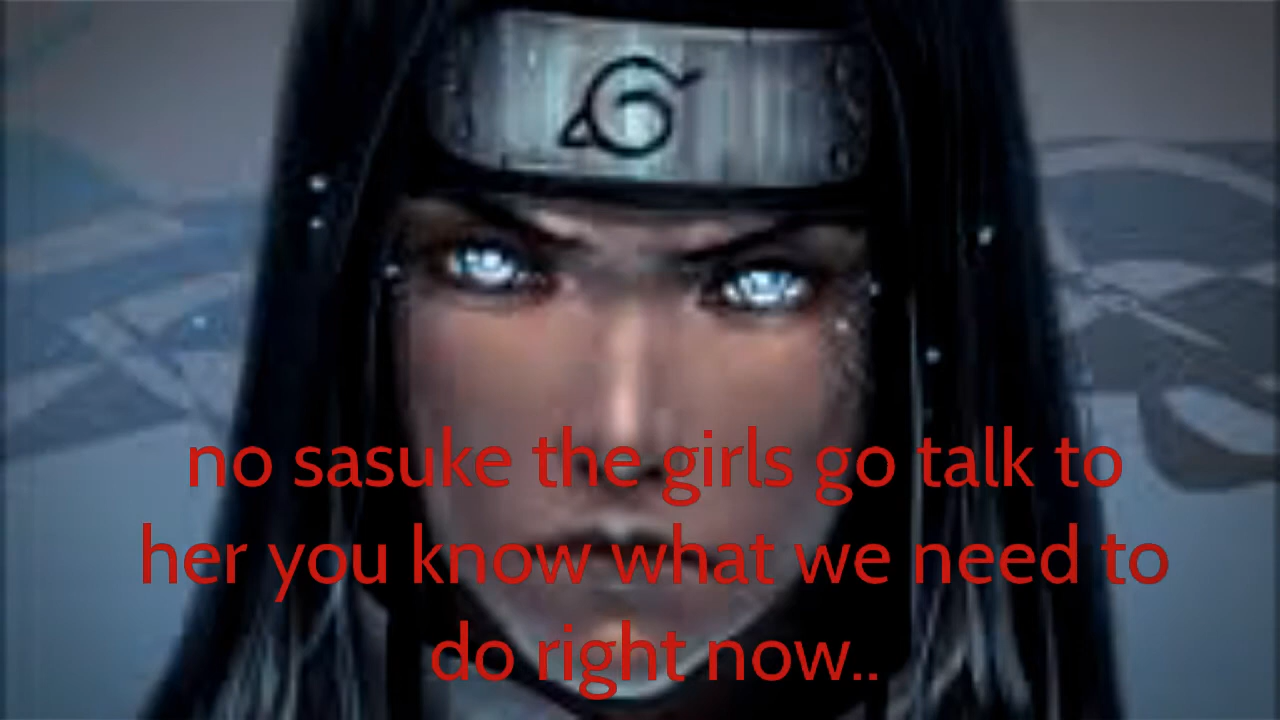 no sasuke the girls go talk to
her you know what we need to
do right now..